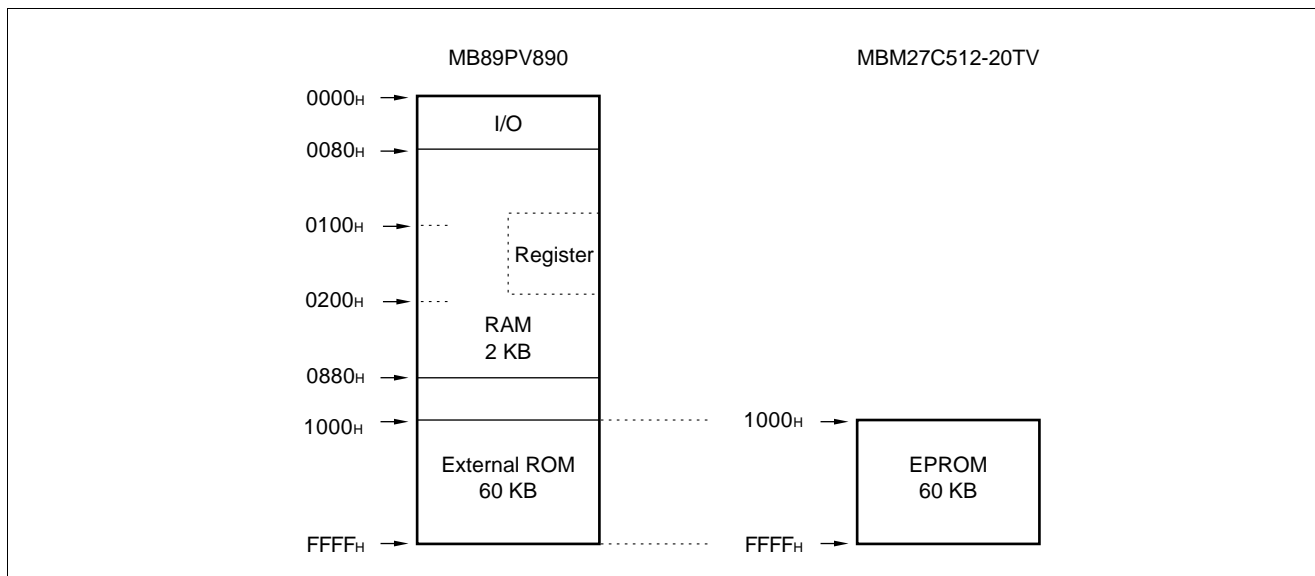 MB89PV890
MBM27C512-20TV
0000H
I/O
0080H
0100H
Register
0200H
RAM
2 KB
0880H
1000H
1000H
External ROM
60 KB
EPROM
60 KB
FFFFH
FFFFH